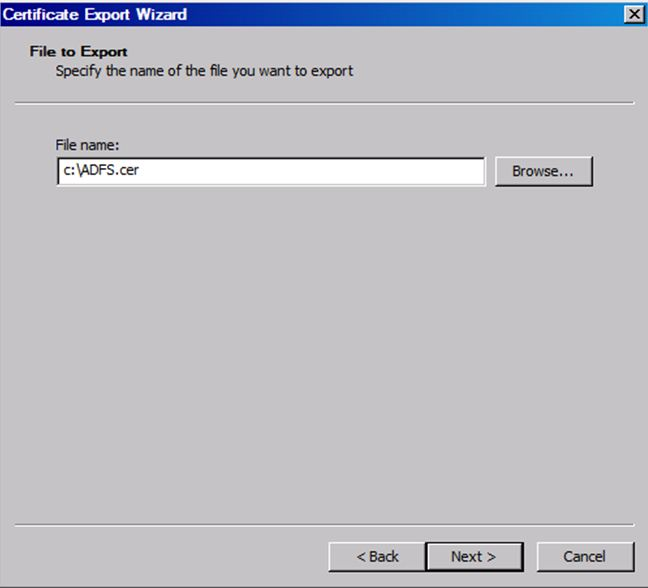 Certificate Export Wizard
File to Export
Specify the name of the file you want to export
File name:
c:\ADFS.cer
Browse...
< Back
Next >
Cancel